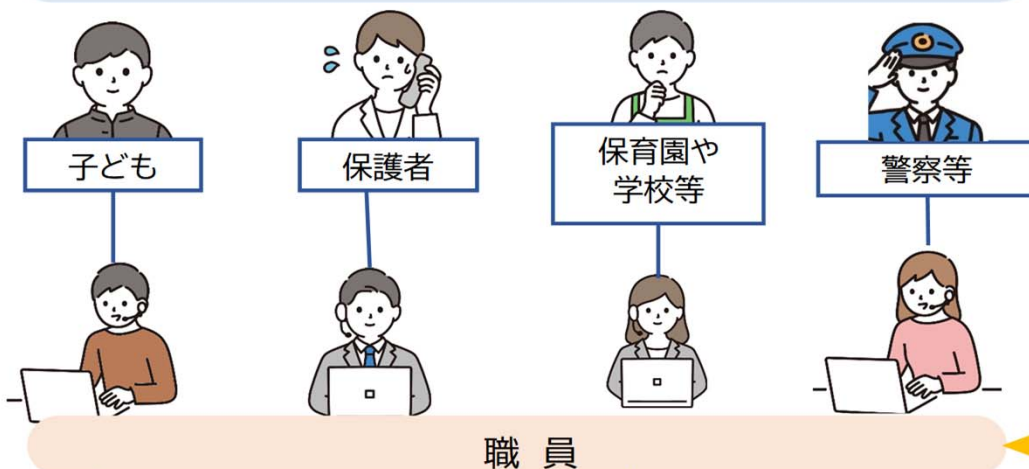 子ども
保護者
保育園や
学校等
警察等
職 員